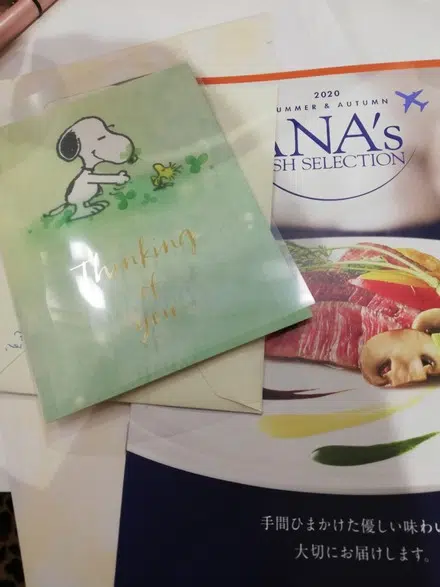 Thinking
of
you
2020
UMMER & AUTUMN
ANA's
SH SELECTION
手間ひまかけた優しい味わい
大切にお届けします。